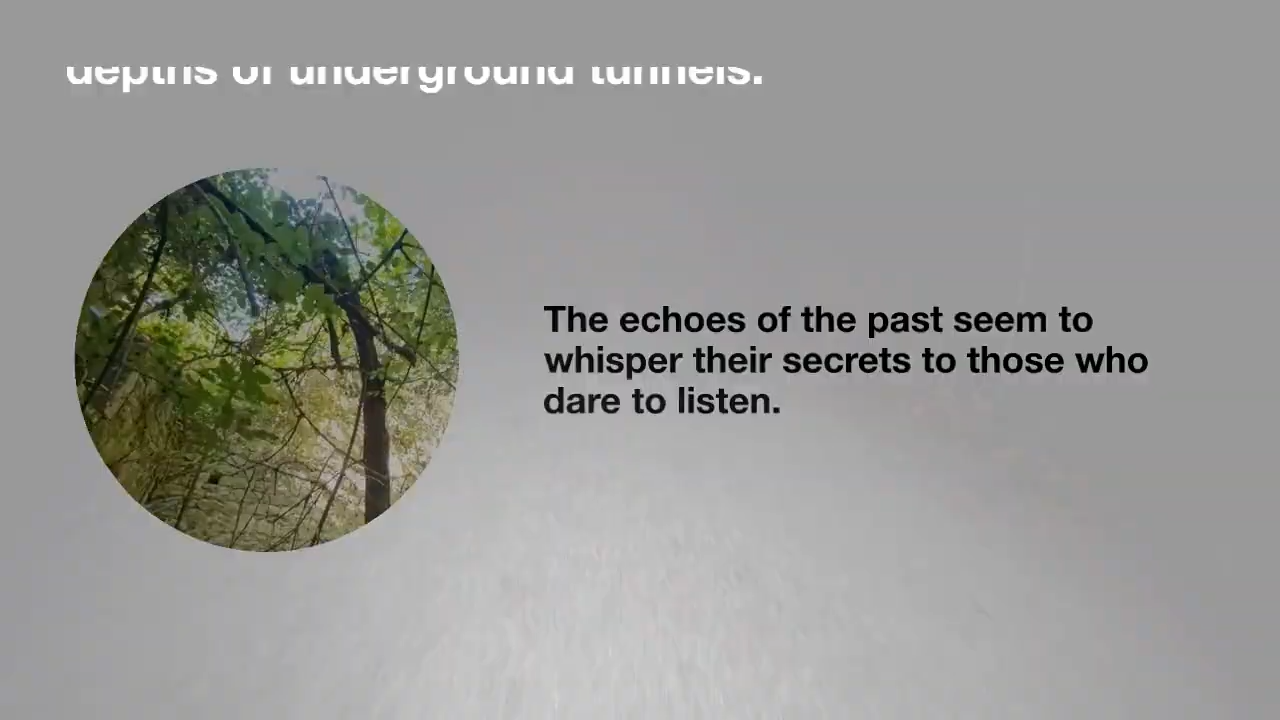 depths of underground tunnels.
The echoes of the past seem to
whisper their secrets to those who
dare to listen.